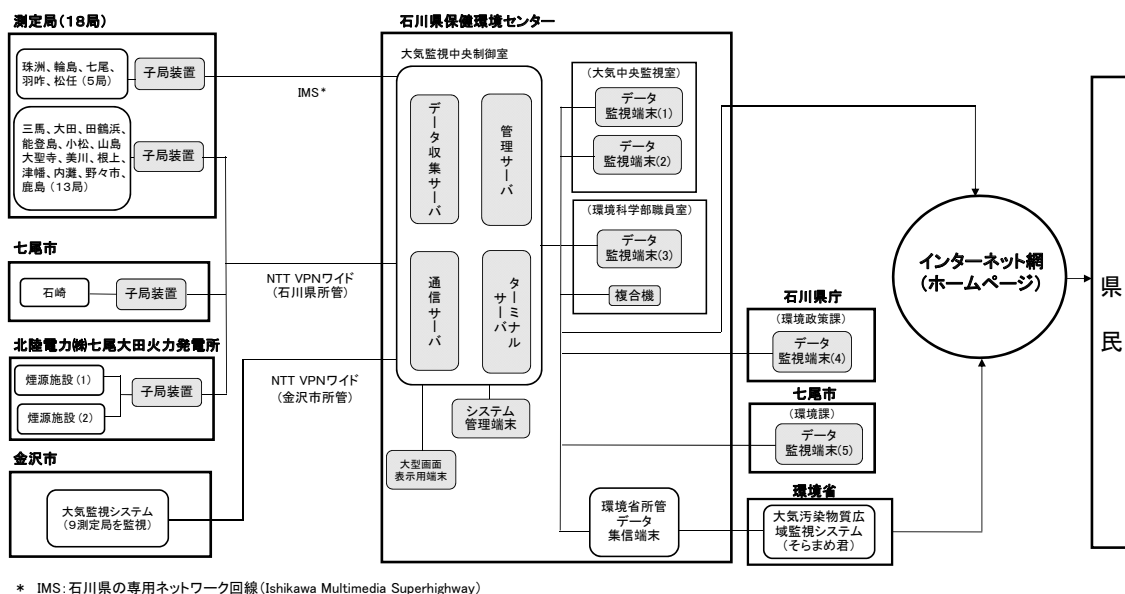 測定局(18局)
珠洲、輪島、七尾、
羽咋、松任(5局)
子局装置
三馬、大田、田鶴浜、
能登島、小松、山島
大聖寺、美川、根上、
津幡、内灘、野々市、
鹿島(13局)
子局装置
七尾市
石崎
子局装置
北陸電力㈱七尾大田火力発電所
煙源施設(1)
煙源施設(2)
子局装置
金沢市
大気監視システム
(9測定局を監視)
IMS*
NTT VPNワイド
(石川県所管)
NTT VPNワイド
(金沢市所管)
石川県保健環境センター
大気監視中央制御室
データ収集サーバ
管理サーバ
通信サーバ
ターミナル
サーバ
システム
管理端末
大型画面
表示用端末
(大気中央監視室)
データ
監視端末(1)
データ
監視端末(2)
(環境科学部職員室)
データ
監視端末(3)
複合機
環境省所管
データ
集信端末
石川県庁
(環境政策課)
データ
監視端末(4)
七尾市
(環境課)
データ
監視端末(5)
環境省
大気汚染物質広
域監視システム
(そらまめ君)
インターネット網
(ホームページ)
県民
* IMS:石川県の専用ネットワーク回線(Ishikawa Multimedia Superhighway)